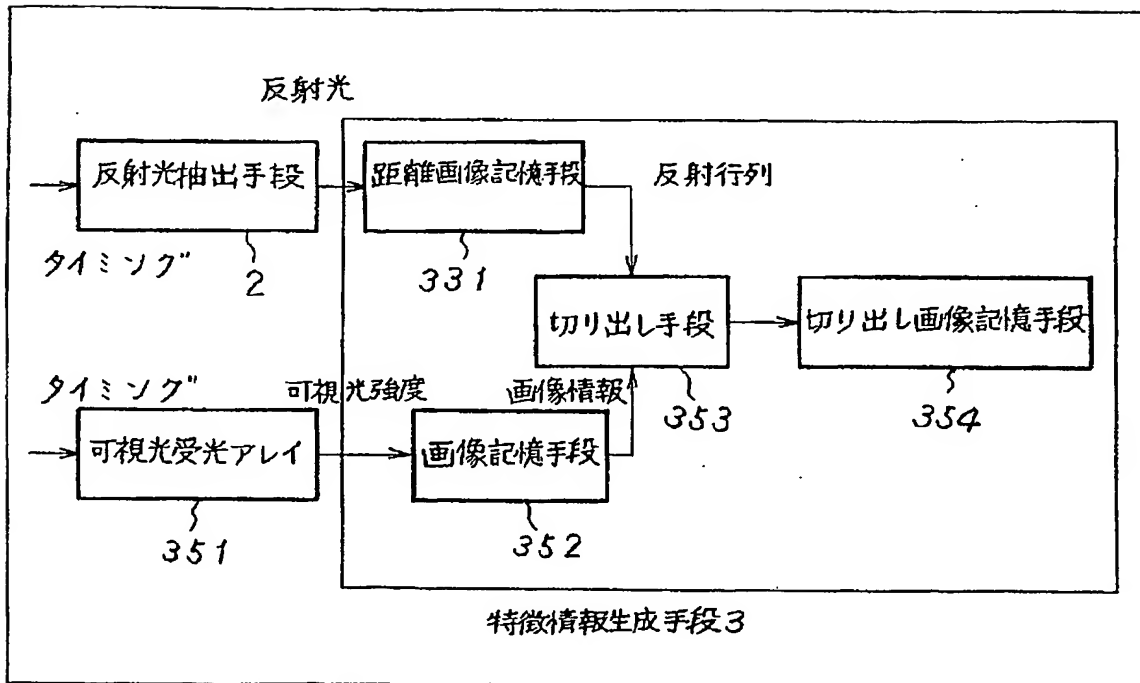 反射光
反射光抽出手段
距離画像記憶手段
反射行列
タイミング
2
331
切り出し手段
切り出し画像記憶手段
タイミング
可視光強度
画像情報
353
354
可視光受光アレイ
画像記憶手段
351
352
特徴情報生成手段3